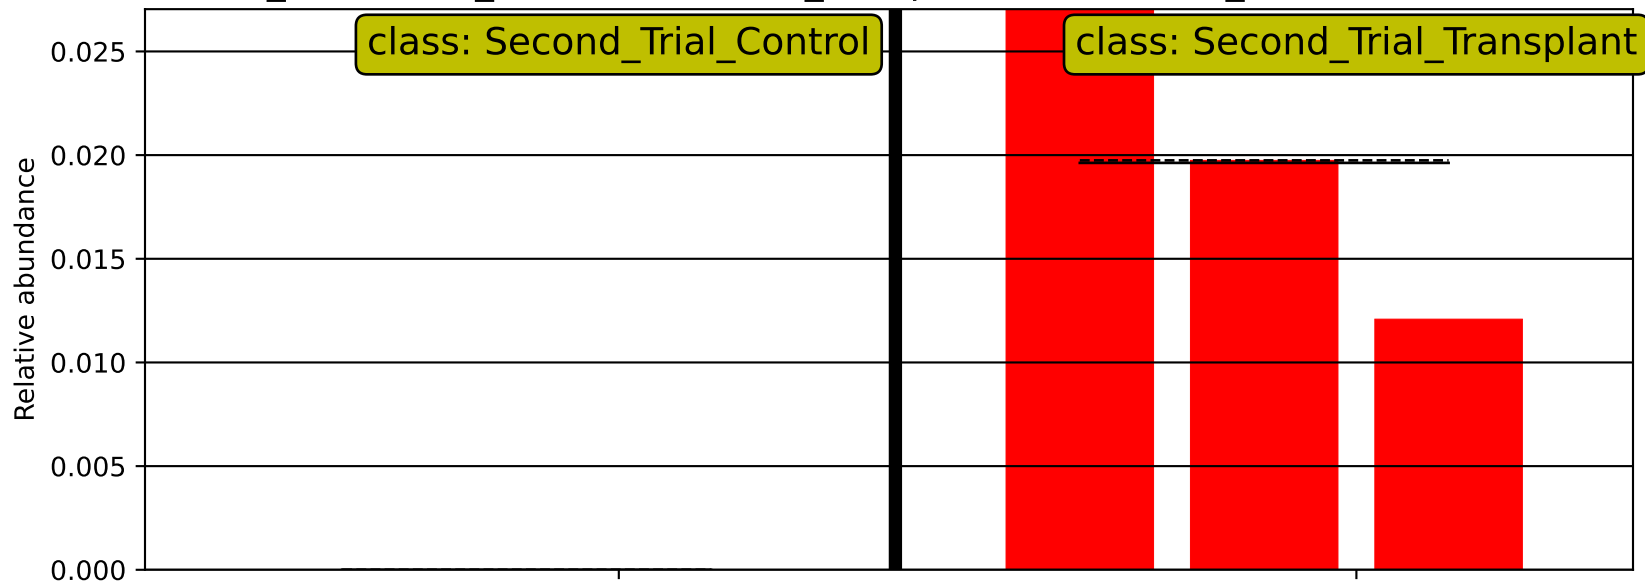 class: Second_Trial_Control
class: Second_Trial_Transplant
Relative abundance
0.025
0.020
0.015
0.010
0.005
0.000